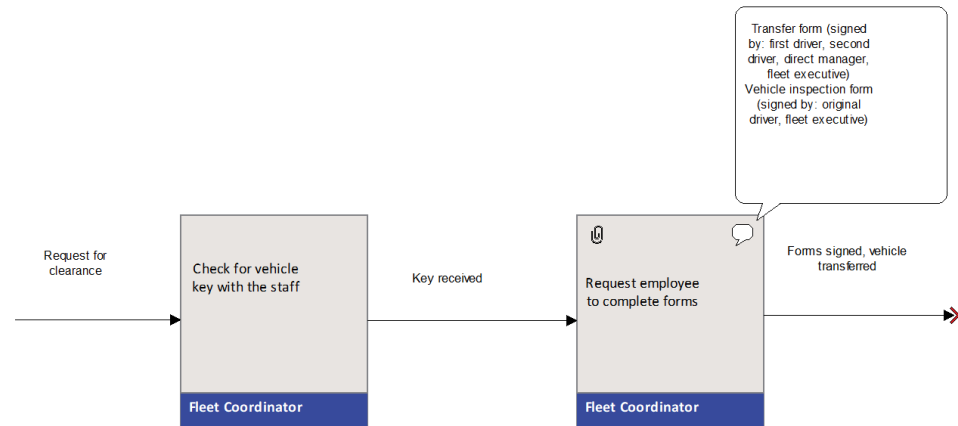 Transfer form (signed
by: first driver, second
driver, direct manager,
fleet executive)
Vehicle inspection form
(signed by: original
driver, fleet executive)
Request for
clearance
Check for vehicle
key with the staff
Fleet Coordinator
Key received
Request employee
to complete forms
Fleet Coordinator
Forms signed, vehicle
transferred